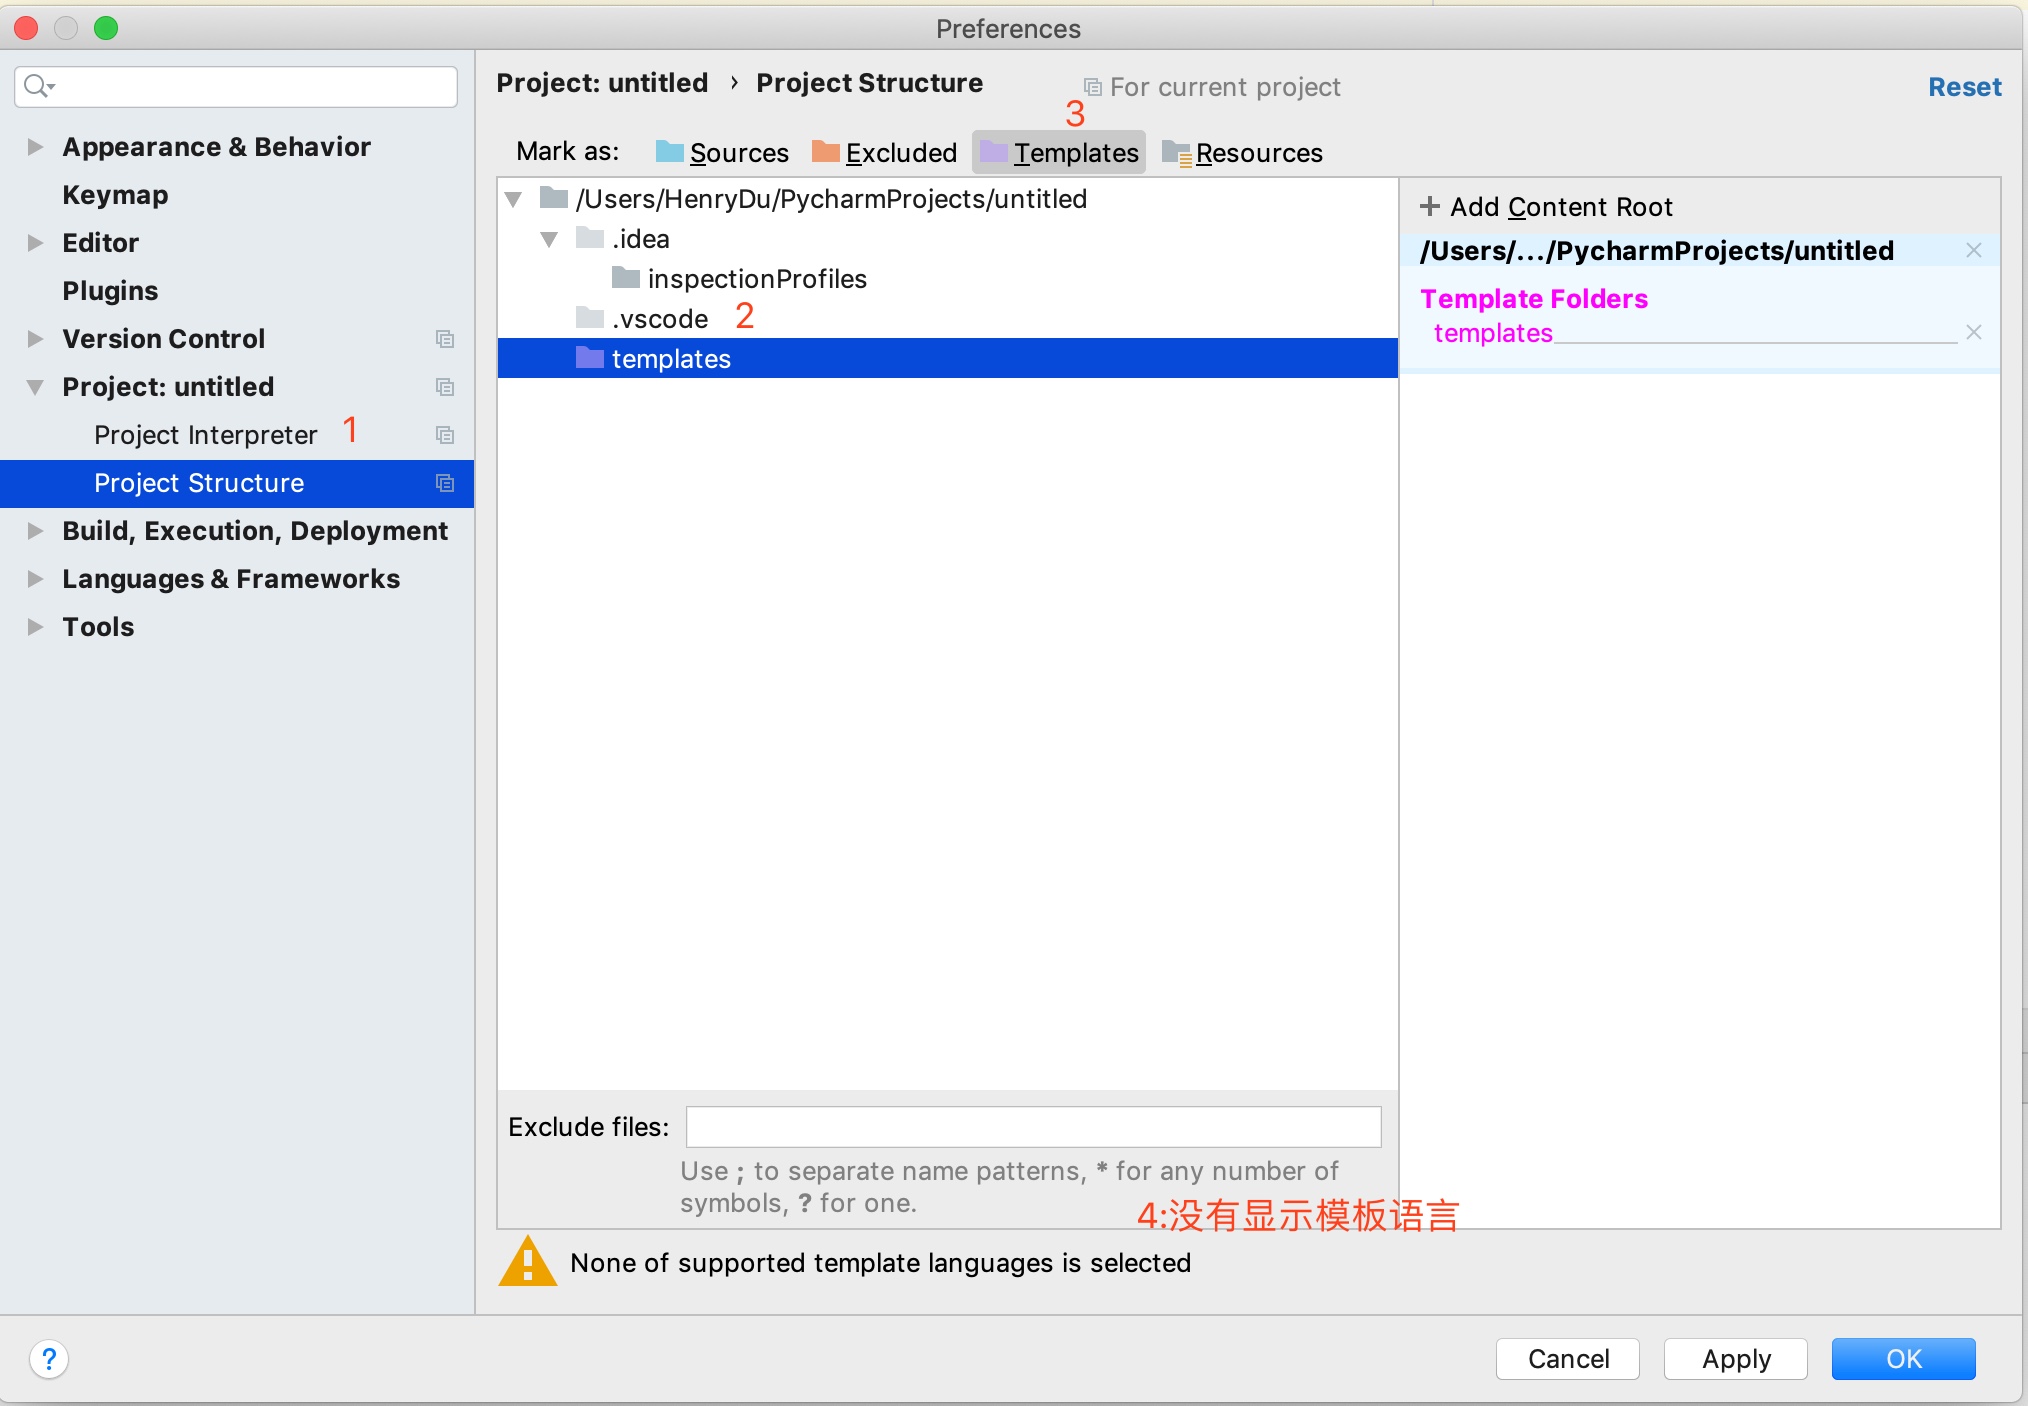 Preferences
Project: untitled › Project Structure
For current project
Reset
3
Appearance & Behavior
Keymap
Editor
Plugins
Version Control
Project: untitled
Project Interpreter 1
Project Structure
Build, Execution, Deployment
Languages & Frameworks
Tools
Mark as: Sources Excluded Templates Resources
/Users/HenryDu/PycharmProjects/untitled
.idea
inspectionProfiles
.vscode 2
templates
+ Add Content Root
/Users/.../PycharmProjects/untitled
Template Folders
templates
Exclude files:
Use ; to separate name patterns, * for any number of
symbols, ? for one.
4:没有显示模板语言
None of supported template languages is selected
?
Cancel
Apply
OK